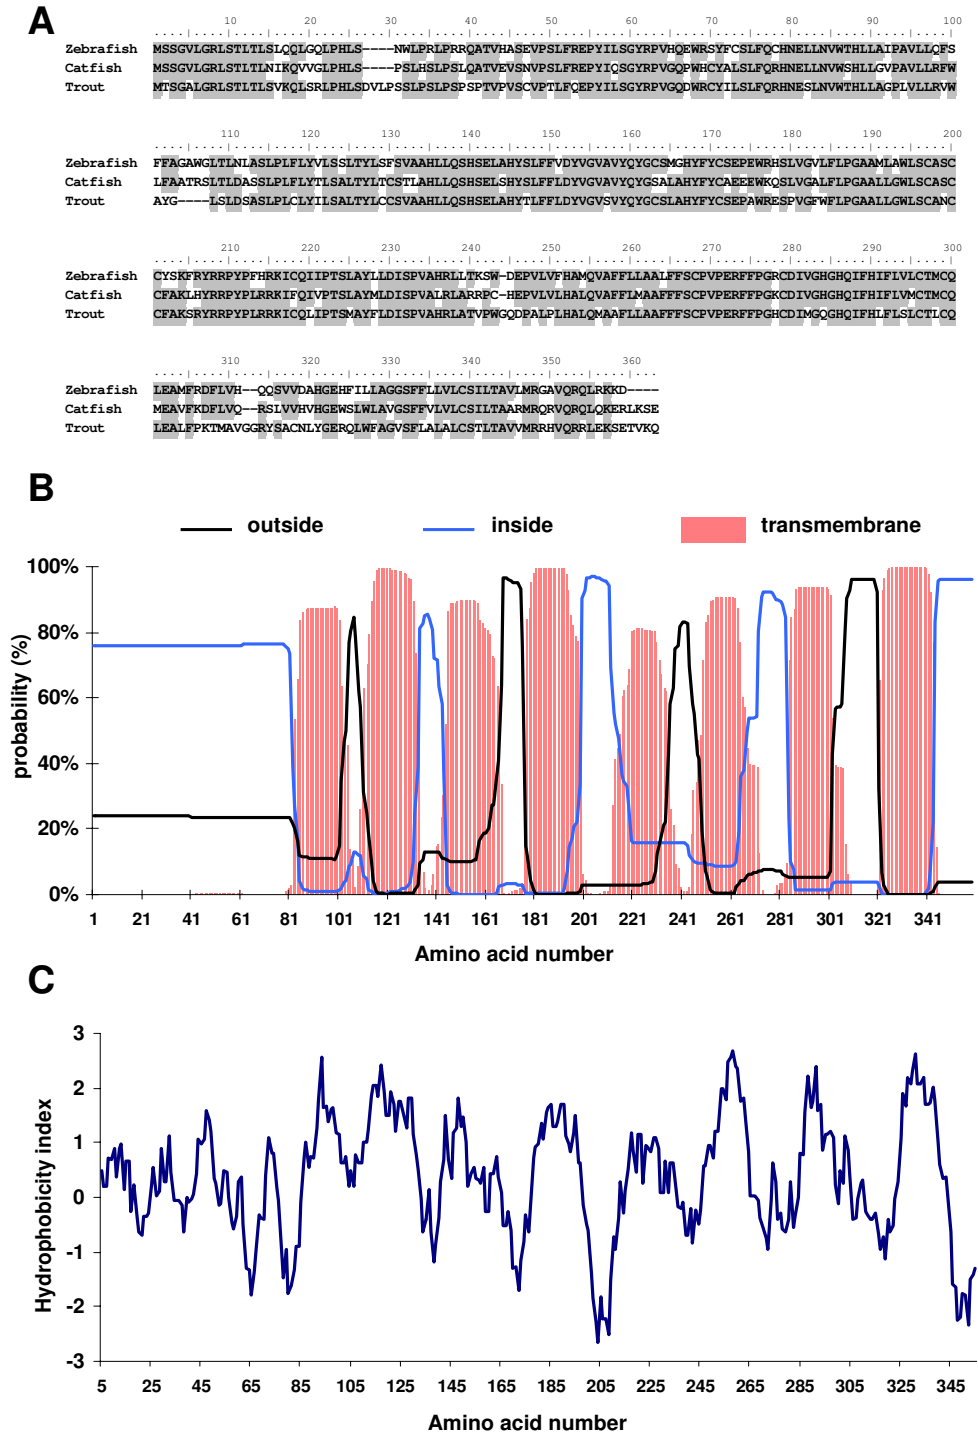 A
10 20 30 40 50 60 70 80 90 100
Zebrafish MSSGVLGRLSTLTLSLQQLGQLPHLS----NWLPRLPRRQATVHASEVPSLFREPYILSGYRPVHQEWRSYFCSLFQCHNELLNVWTHLLAIPAVLLQFS
Catfish MSSGVLGRLSTLTLNIKQVVGLPHLS----PSLHSLPSLQATVEVSNVPSLFREPYIQSGYRPVGQPWHCYALSLFQRHNELLNVWSHLLGVPAVLLRFW
Trout MTSGALGRLSTLTLSVKQLSRLPHLSDVLPSSLPSLPSPSPTVPVSCVPTLFQEPYILSGYRPVGQDWRCYILSLFQRHNESLNVWTHLLAGPLVLLRVW
110 120 130 140 150 160 170 180 190 200
Zebrafish FFAGAWGLTLNLASLPLFLYVLSSLTYLSFSVAAHLLQSHSELAHYSLFFVDYVGVAVYQYGCSMGHYFYCSEPEWRHSLVGVLFLPGAAMLAWLSCASC
Catfish LFAATRSLTLDASSLPLFLYTLSALTYLTCSTLAHLLQSHSELSHYSLFFLDYVGVAVYQYGSALAHYFYCAEEEWKQSLVGALFLPGAALLGWLSCASC
Trout AYG----LSLDSASLPLCLYILSALTYLCCSVAAHLLQSHSELAHYTLFFLDYVGVSVYQYGCSLAHYFYCSEPAWRESPVGFWFLPGAALLGWLSCANC
210 220 230 240 250 260 270 280 290 300
Zebrafish CYSKFRYRRPYPFHRKICQIIPTSLAYLLDISPVAHRLLTKSW-DEPVLVFHAMQVAFFLLAALFFSCPVPERFFPGRCDIVGHGHQIFHIFLVLCTMCQ
Catfish CFAKLHYRRPYPLRRKIFQIVPTSLAYMLDISPVALRLARRPC-HEPVLVLHALQVAFFLMAAFFFSCPVPERFFPGKCDIVGHGHQIFHIFLVMCTMCQ
Trout CFAKSRYRRPYPLRRKICQLIPTSMAYFLDISPVAHRLATVPWGQDPALPLHALQMAAFFLLAAFFFSCPVPERFFPGHCDIMGQGHQIFHLFLSLCTLCQ
310 320 330 340 350 360
Zebrafish LEAMFRDFLVH--QQSVVDAHGEHFILLAGGSFFLLVLCSILTAVLMRGAVQRQLRKKD----
Catfish MEAVFKDFLVQ--RSLVVHVHGEWSLWLAVGSFFVLVLCSILTAARMRQRVQRQLQKERLKSE
Trout LEALFPKTMAVGGRYSACNLYGERQLWFAGVSFLALALCSTLTAVVMRRHVQRRLEKSETVKQ
B
outside inside transmembrane
100%
80%
60%
40%
20%
0%
probability (%)
1 21 41 61 81 101 121 141 161 181 201 221 241 261 281 301 321 341
Amino acid number
C
3
2
1
0
-1
-2
-3
Hydrophobicity index
5 25 45 65 85 105 125 145 165 185 205 225 245 265 285 305 325 345
Amino acid number